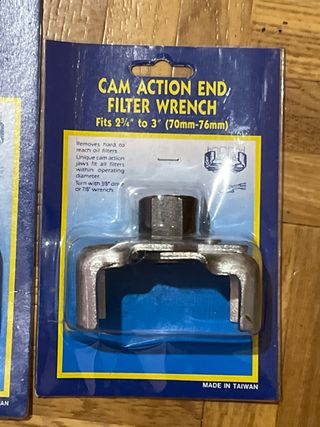 CAM ACTION END
FILTER WRENCH
Fits 2¾" to 3" (70mm-76mm)
Removes hard to
reach oil filters.
Unique cam action
jaws fit all filters
within operating
diameter.
Turn with 3/8" drive
or 7/8" wrench.
MADE IN TAIWAN
AN